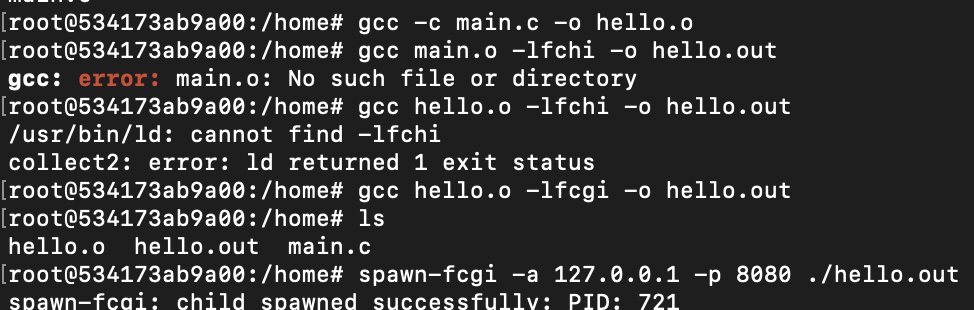 [root@534173ab9a00:/home# gcc -c main.c -o hello.o
[root@534173ab9a00:/home# gcc main.o -lfchi -o hello.out
gcc: error: main.o: No such file or directory
[root@534173ab9a00:/home# gcc hello.o -lfchi -o hello.out
/usr/bin/ld: cannot find -lfchi
collect2: error: ld returned 1 exit status
[root@534173ab9a00:/home# gcc hello.o -lfcgi -o hello.out
[root@534173ab9a00:/home# ls
hello.o  hello.out  main.c
[root@534173ab9a00:/home# spawn-fcgi -a 127.0.0.1 -p 8080 ./hello.out
spawn-fcgi: child spawned successfully: PID: 721